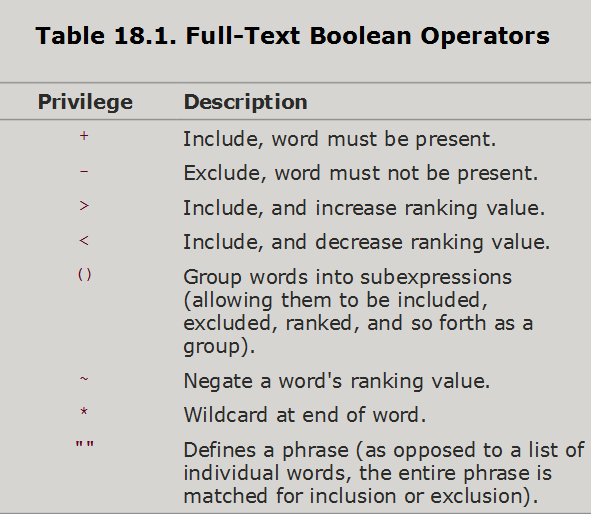 Table 18.1. Full-Text Boolean Operators
Privilege Description
+ Include, word must be present.
- Exclude, word must not be present.
> Include, and increase ranking value.
< Include, and decrease ranking value.
() Group words into subexpressions
(allowing them to be included,
excluded, ranked, and so forth as a
group).
~ Negate a word's ranking value.
* Wildcard at end of word.
"" Defines a phrase (as opposed to a list of
individual words, the entire phrase is
matched for inclusion or exclusion).